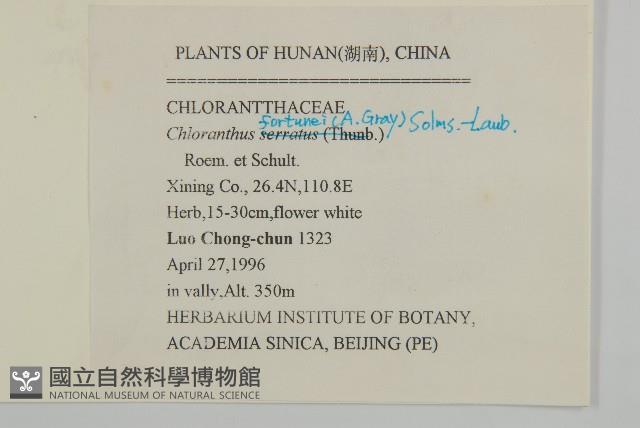 PLANTS OF HUNAN(湖南), CHINA
==============================
CHLORANTTHACEAE
fortunei (A. Gray) Solms.-Laub.
Chloranthus serratus (Thunb.)
Roem. et Schult.
Xining Co., 26.4N,110.8E
Herb,15-30cm,flower white
Luo Chong-chun 1323
April 27,1996
in vally,Alt. 350m
HERBARIUM INSTITUTE OF BOTANY,
ACADEMIA SINICA, BEIJING (PE)
國立自然科學博物館
NATIONAL MUSEUM OF NATURAL SCIENCE